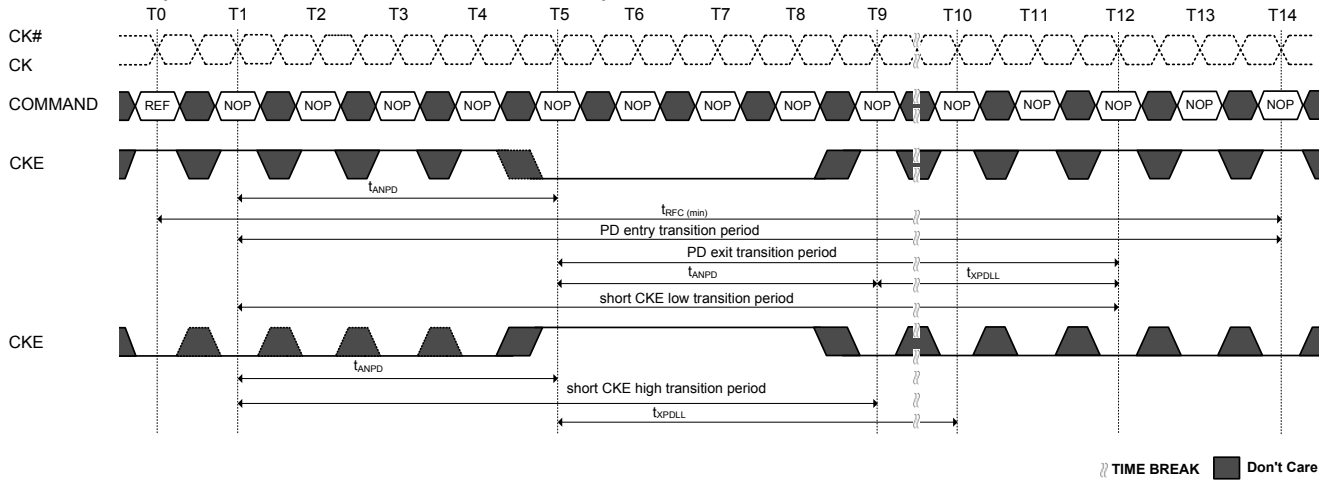 T0 T1 T2 T3 T4 T5 T6 T7 T8 T9 T10 T11 T12 T13 T14
CK#
CK
COMMAND REF NOP NOP NOP NOP NOP NOP NOP NOP NOP NOP NOP NOP NOP NOP
CKE
tANPD
tRFC (min)
PD entry transition period
PD exit transition period
tANPD tXPDLL
short CKE low transition period
CKE
tANPD
short CKE high transition period
tXPDLL
TIME BREAK Don't Care